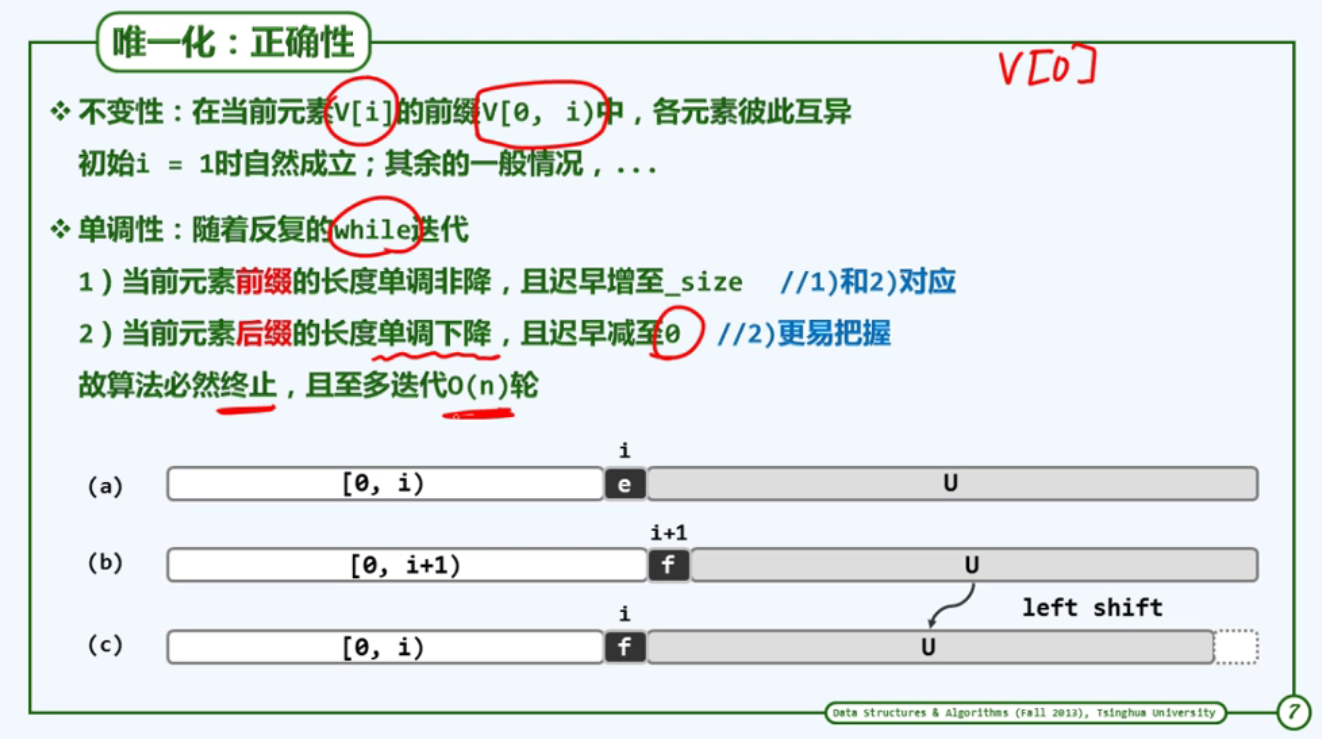 唯一化：正确性
V[0]
❖ 不变性：在当前元素V[i]的前缀V[0, i)中，各元素彼此互异
初始i = 1时自然成立；其余的一般情况，...
❖ 单调性：随着反复的while迭代
1）当前元素前缀的长度单调非降，且迟早增至_size //1)和2)对应
2）当前元素后缀的长度单调下降，且迟早减至0 //2)更易把握
故算法必然终止，且至多迭代O(n)轮
i
(a) [0, i) e U
i+1
(b) [0, i+1) f U
left shift
i
(c) [0, i) f U
Data Structures & Algorithms (Fall 2013), Tsinghua University 7